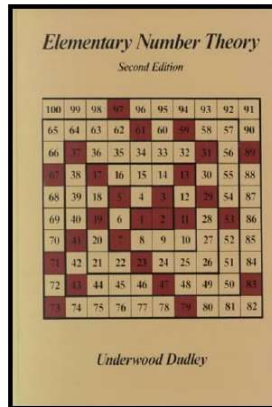 Elementary Number Theory
Second Edition
100 99 98 97 96 95 94 93 92 91
65 64 63 62 61 60 59 58 57 90
66 37 36 35 34 33 32 31 56 89
67 38 17 16 15 14 13 30 55 88
68 39 18 5 4 3 12 29 54 87
69 40 19 6 1 2 11 28 53 86
70 41 20 7 8 9 10 27 52 85
71 42 21 22 23 24 25 26 51 84
72 43 44 45 46 47 48 49 50 83
73 74 75 76 77 78 79 80 81 82
Underwood Dudley